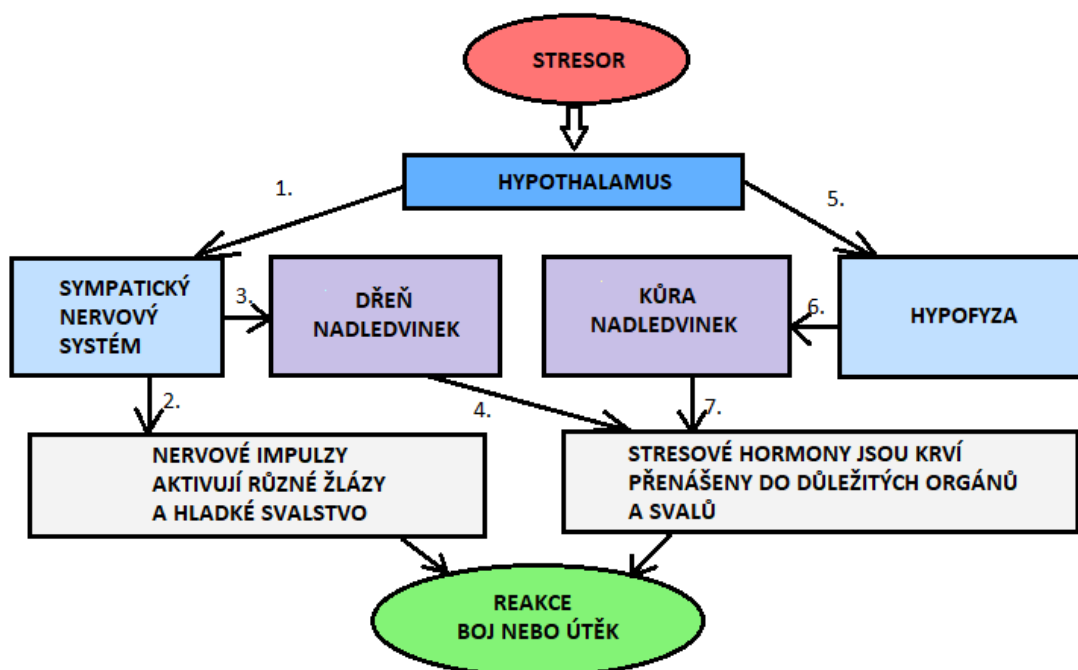 STRESOR
HYPOTHALAMUS
1.
5.
SYMPATICKÝ
NERVOVÝ
SYSTÉM
3.
DŘEŇ
NADLEDVINEK
KŮRA
NADLEDVINEK
6.
HYPOFYZA
2.
4.
7.
NERVOVÉ IMPULZY
AKTIVUJÍ RŮZNÉ ŽLÁZY
A HLADKÉ SVALSTVO
STRESOVÉ HORMONY JSOU KRVÍ
PŘENÁŠENY DO DŮLEŽITÝCH ORGÁNŮ
A SVALŮ
REAKCE
BOJ NEBO ÚTĚK